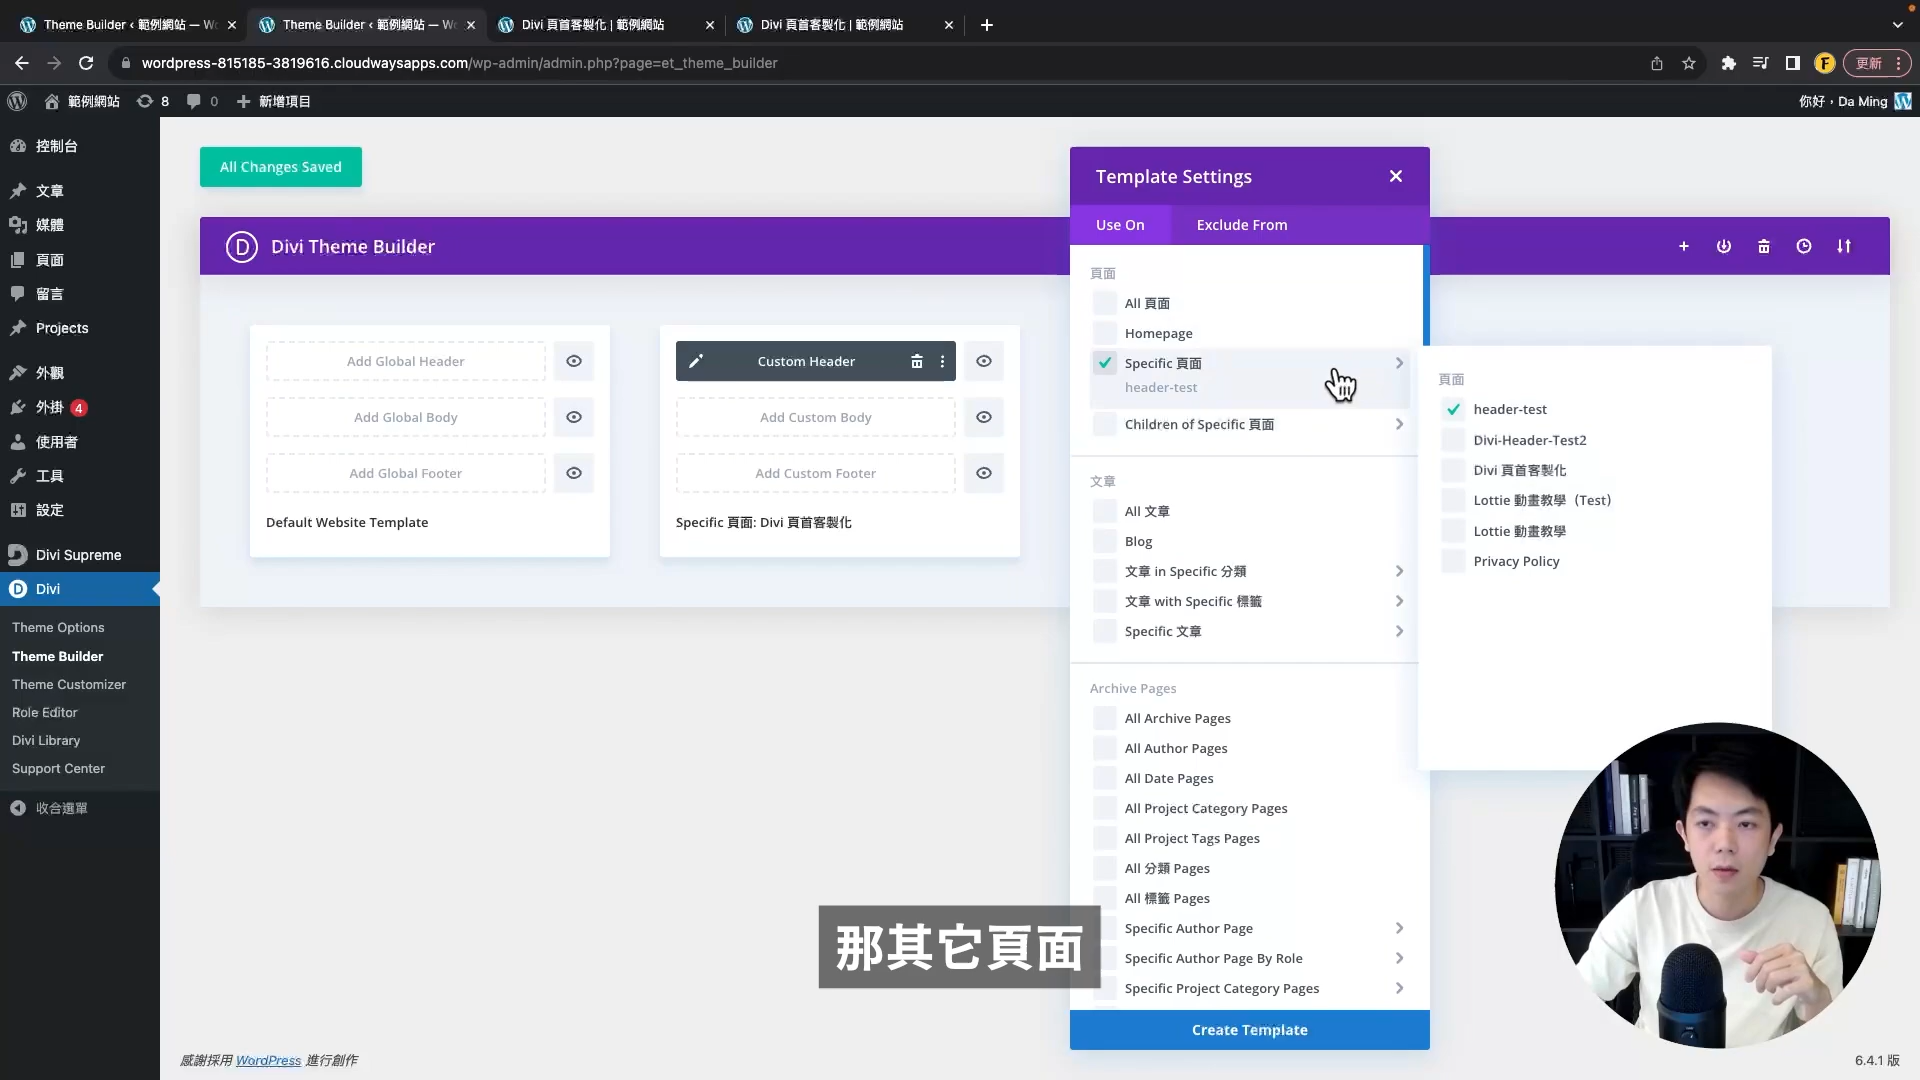 Theme Builder ‹ 範例網站 — Wo
Theme Builder ‹ 範例網站 — Wo
Divi 頁首客製化 | 範例網站
Divi 頁首客製化 | 範例網站
wordpress-815185-3819616.cloudwaysapps.com/wp-admin/admin.php?page=et_theme_builder
F
更新
範例網站
8
0
新增項目
你好，Da Ming
控制台
文章
媒體
頁面
留言
Projects
外觀
外掛 4
使用者
工具
設定
Divi Supreme
Divi
Theme Options
Theme Builder
Theme Customizer
Role Editor
Divi Library
Support Center
收合選單
All Changes Saved
D
Divi Theme Builder
Add Global Header
Add Global Body
Add Global Footer
Default Website Template
Custom Header
Add Custom Body
Add Custom Footer
Specific 頁面: Divi 頁首客製化
Template Settings
Use On
Exclude From
頁面
All 頁面
Homepage
Specific 頁面
header-test
Children of Specific 頁面
文章
All 文章
Blog
文章 in Specific 分類
文章 with Specific 標籤
Specific 文章
Archive Pages
All Archive Pages
All Author Pages
All Date Pages
All Project Category Pages
All Project Tags Pages
All 分類 Pages
All 標籤 Pages
Specific Author Page
Specific Author Page By Role
Specific Project Category Pages
Create Template
頁面
header-test
Divi-Header-Test2
Divi 頁首客製化
Lottie 動畫教學（Test）
Lottie 動畫教學
Privacy Policy
那其它頁面
感謝採用 WordPress 進行創作
6.4.1 版